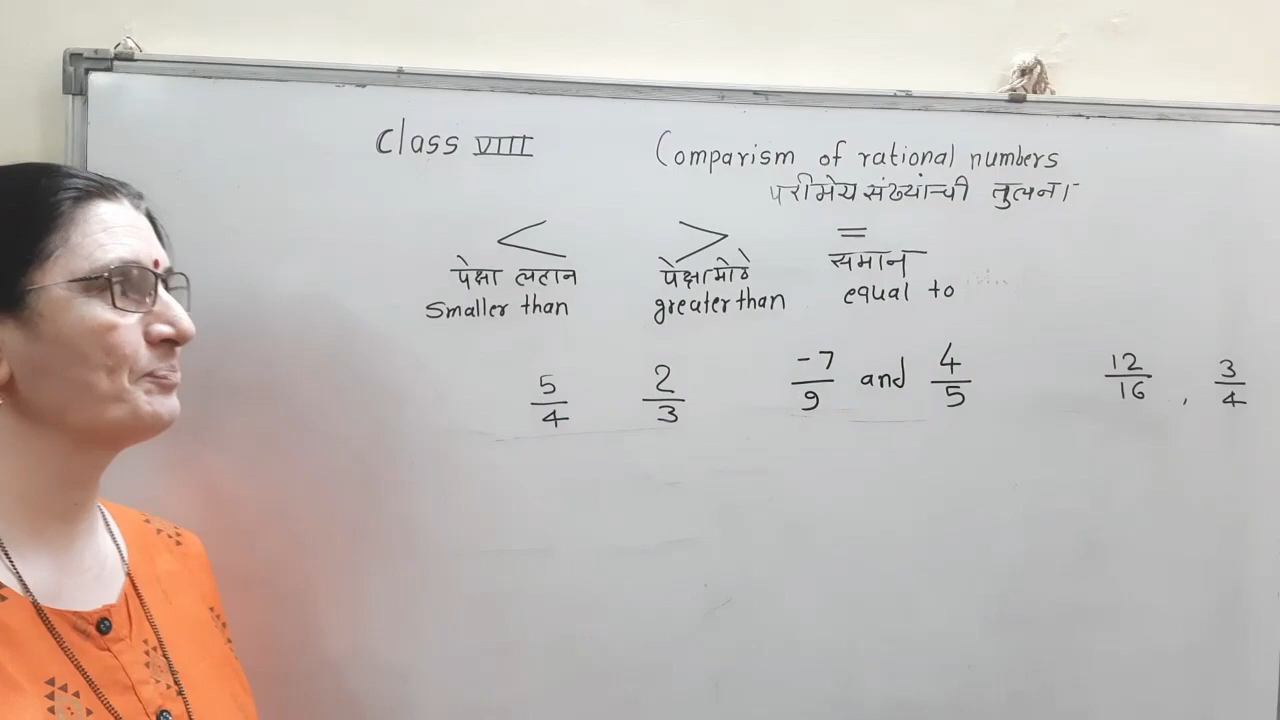 Class VIII
Comparism of rational numbers
परीमेय संख्यांची तुलना
< > =
पेक्षा लहान पेक्षा मोठे समान
Smaller than greater than equal to
5/4 2/3 -7/9 and 4/5 12/16 , 3/4